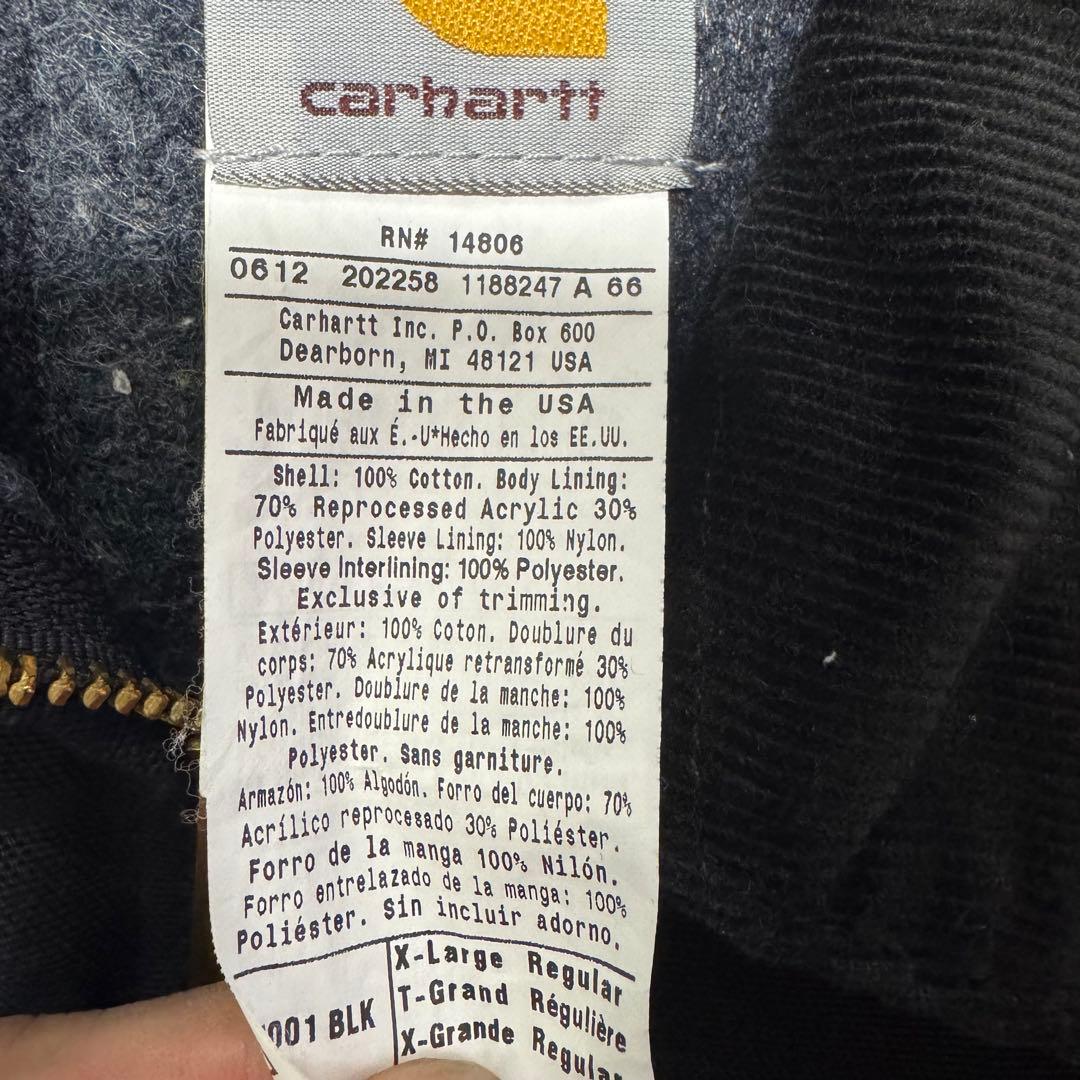 carhartt
RN# 14806
0612 202258 1188247 A 66
Carhartt Inc. P.O. Box 600
Dearborn, MI 48121 USA
Made in the USA
Fabriqué aux É.-U*Hecho en los EE.UU.
Shell: 100% Cotton. Body Lining:
70% Reprocessed Acrylic 30%
Polyester. Sleeve Lining: 100% Nylon.
Sleeve Interlining: 100% Polyester.
Exclusive of trimming.
Extérieur: 100% Coton. Doublure du
corps: 70% Acrylique retransformé 30%
Polyester. Doublure de la manche: 100%
Nylon. Entredoublure de la manche: 100%
Polyester. Sans garniture.
Armazón: 100% Algodón. Forro del cuerpo: 70%
Acrílico reprocesado 30% Poliéster.
Forro de la manga 100% Nilón.
Forro entrelazado de la manga: 100%
Poliéster. Sin incluir adorno.
001 BLK
X-Large Regular
T-Grand Régulière
X-Grande Regular